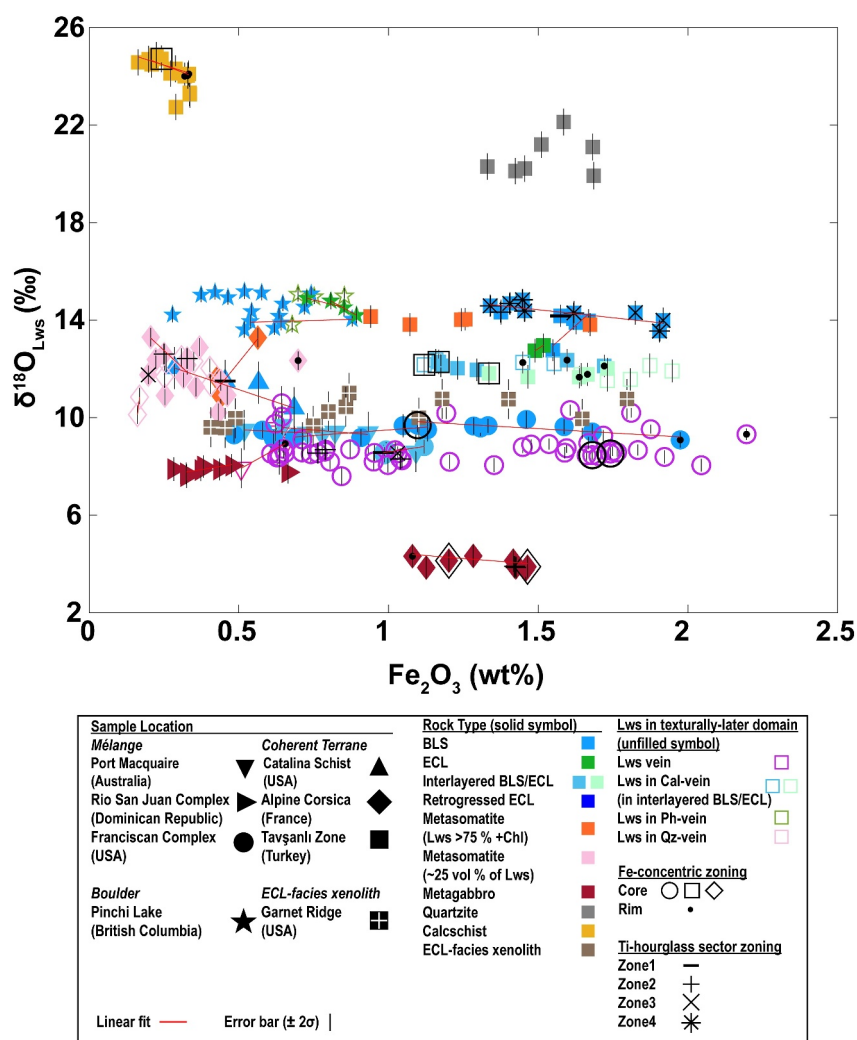 26
22
18
14
10
6
2
δ18OLws (‰)
0
0.5
1
1.5
2
2.5
Fe2O3 (wt%)
Sample Location
Mélange
Port Macquaire
(Australia)
Rio San Juan Complex
(Dominican Republic)
Franciscan Complex
(USA)
Boulder
Pinchi Lake
(British Columbia)
Coherent Terrane
Catalina Schist
(USA)
Alpine Corsica
(France)
Tavşanlı Zone
(Turkey)
ECL-facies xenolith
Garnet Ridge
(USA)
Linear fit
Error bar (± 2σ)
Rock Type (solid symbol)
BLS
ECL
Interlayered BLS/ECL
Retrogressed ECL
Metasomatite
(Lws >75 % +Chl)
Metasomatite
(~25 vol % of Lws)
Metagabbro
Quartzite
Calcschist
ECL-facies xenolith
Lws in texturally-later domain
(unfilled symbol)
Lws vein
Lws in Cal-vein
(in interlayered BLS/ECL)
Lws in Ph-vein
Lws in Qz-vein
Fe-concentric zoning
Core
Rim
Ti-hourglass sector zoning
Zone1
Zone2
Zone3
Zone4